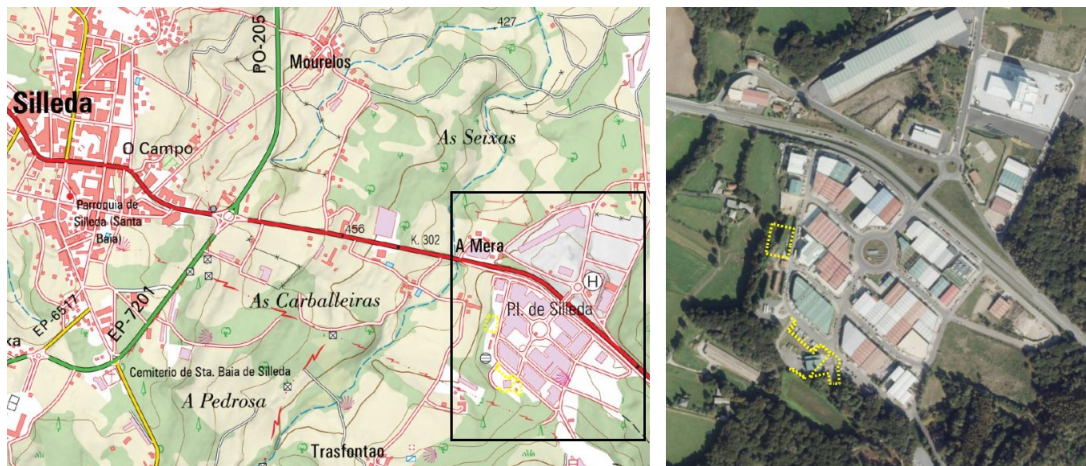 427
PO-205
Mourelos
Silleda
As Seixas
O Campo
Parroquia de
Silleda (Santa
Baia)
456
K. 302
A Mera
H
P.I. de Silleda
As Carballeiras
EP-6517
EP-7201
xa
Cemiterio de Sta. Baia de Silleda
A Pedrosa
Trasfontao